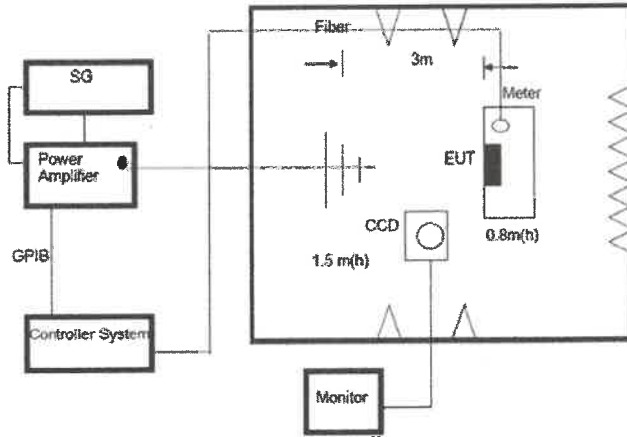 Fiber
3m
SG
Meter
Power
Amplifier
EUT
CCD
0.8m(h)
GPIB
1.5 m(h)
Controller System
Monitor